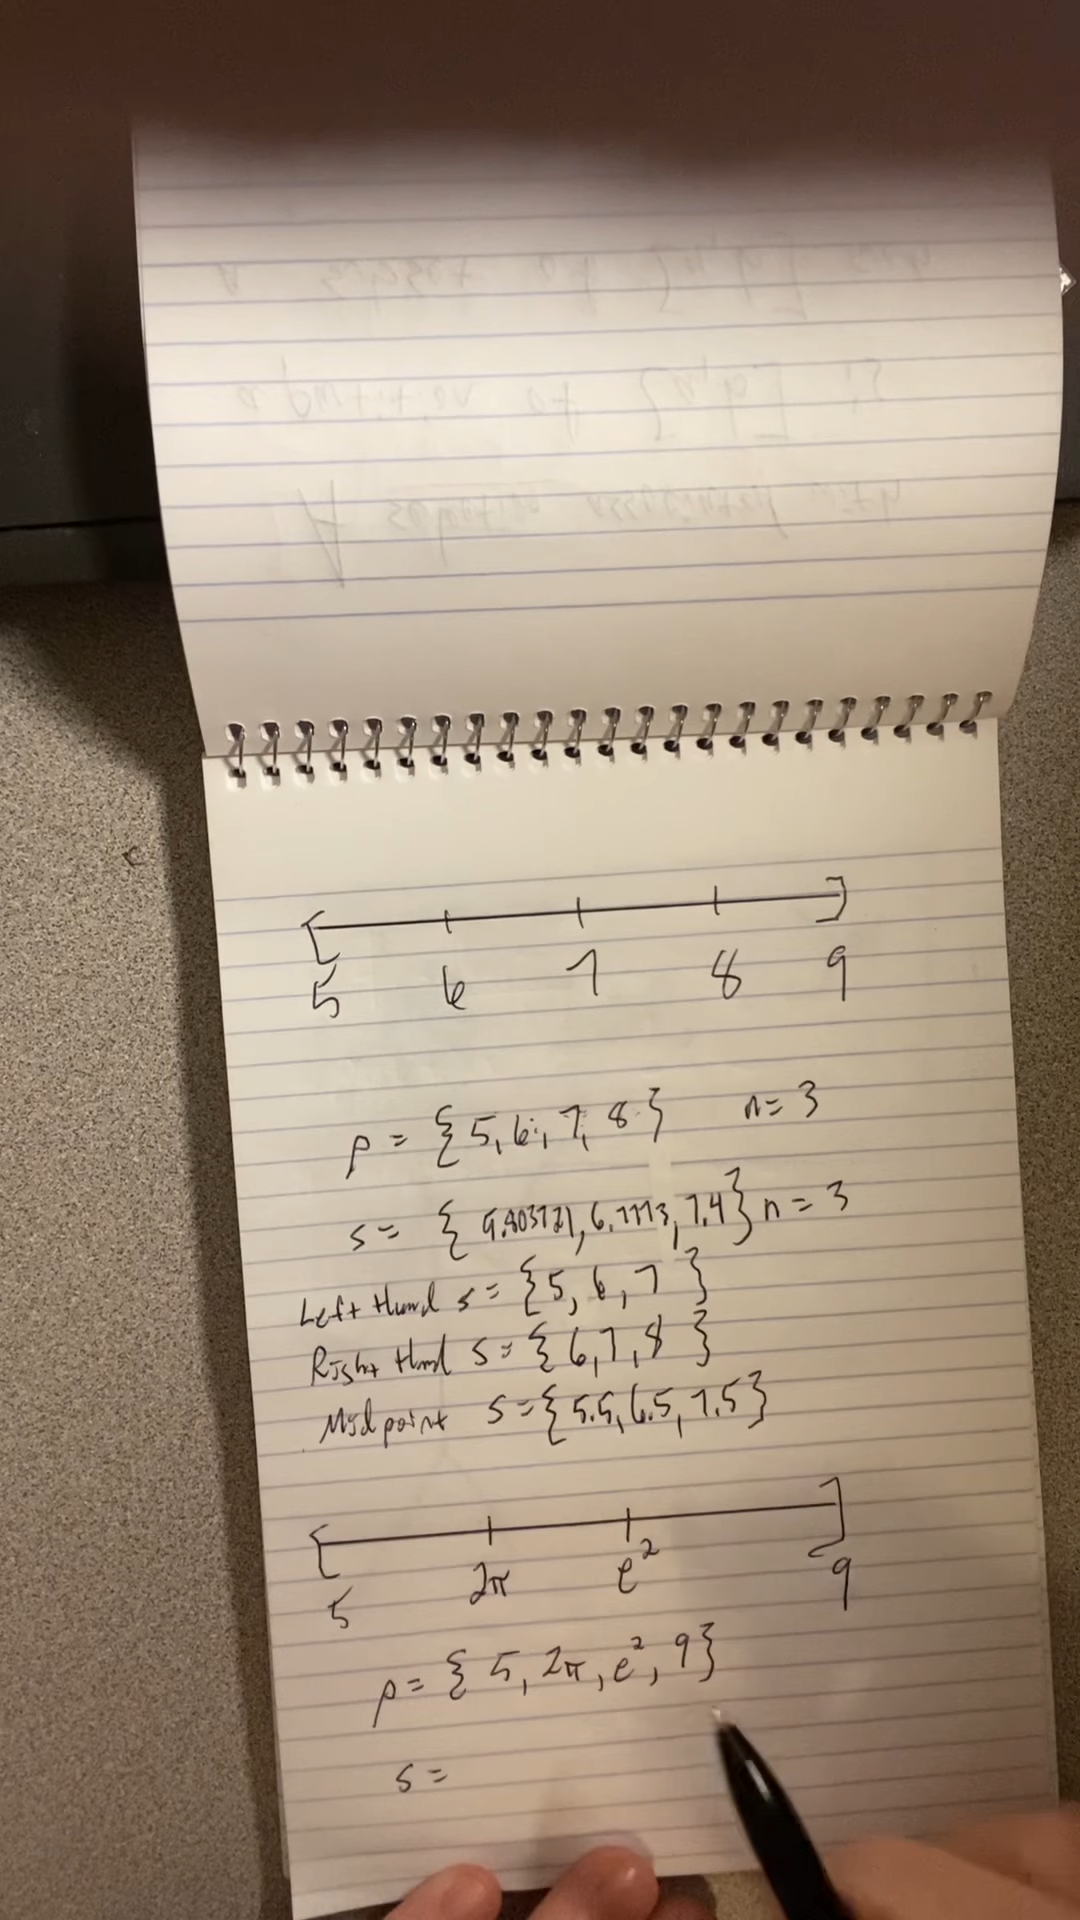 5 6 7 8 9
p = {5, 6, 7, 8} n = 3
s = {5.803721, 6.7773, 7.4} n = 3
Left Hand s = {5, 6, 7}
Right Hand s = {6, 7, 8}
Midpoint s = {5.5, 6.5, 7.5}
5 2π e² 9
p = {5, 2π, e², 9}
s =